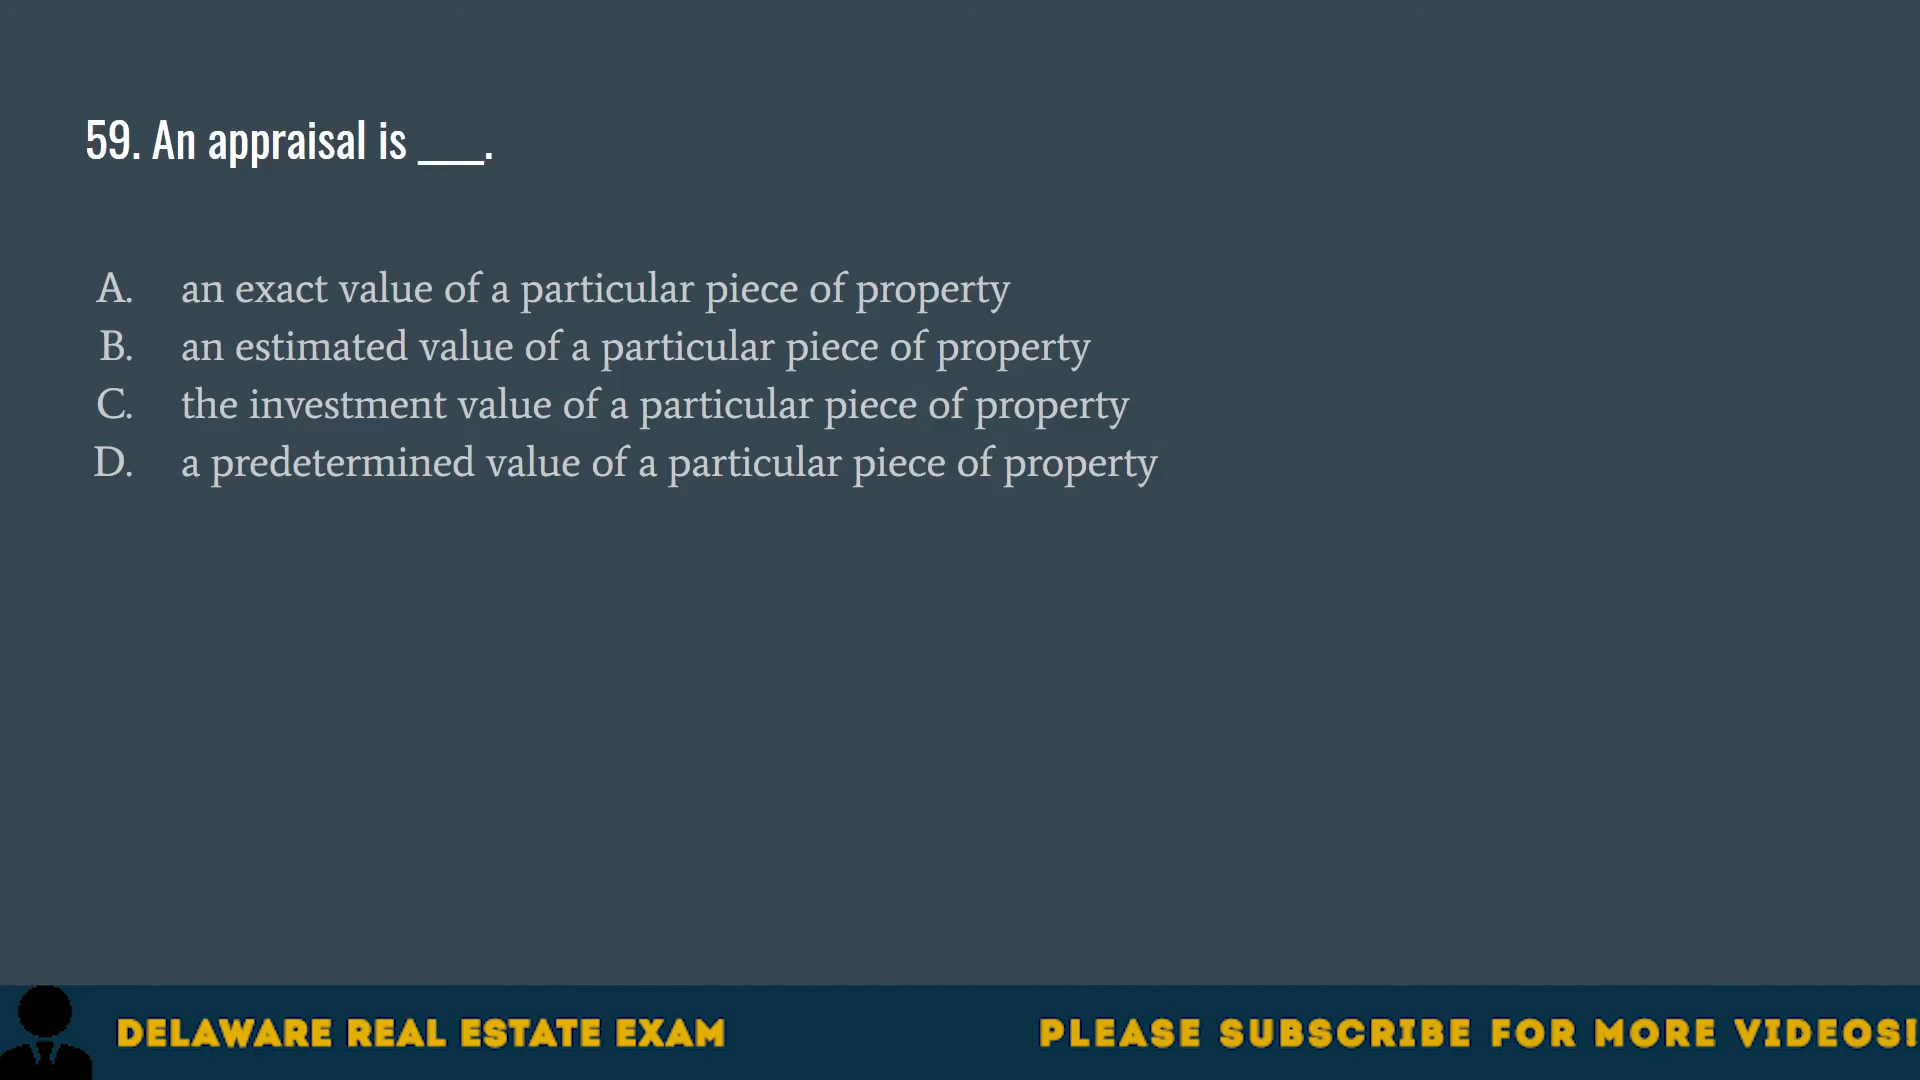 59. An appraisal is ____.
A. an exact value of a particular piece of property
B. an estimated value of a particular piece of property
C. the investment value of a particular piece of property
D. a predetermined value of a particular piece of property
DELAWARE REAL ESTATE EXAM
PLEASE SUBSCRIBE FOR MORE VIDEOS!